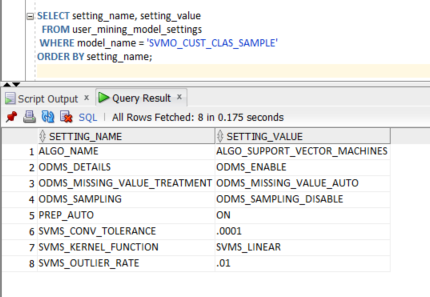 SELECT setting_name, setting_value
FROM user_mining_model_settings
WHERE model_name = 'SVMO_CUST_CLAS_SAMPLE'
ORDER BY setting_name;
Script Output x Query Result x
SQL | All Rows Fetched: 8 in 0.175 seconds
SETTING_NAME SETTING_VALUE
1 ALGO_NAME ALGO_SUPPORT_VECTOR_MACHINES
2 ODMS_DETAILS ODMS_ENABLE
3 ODMS_MISSING_VALUE_TREATMENT ODMS_MISSING_VALUE_AUTO
4 ODMS_SAMPLING ODMS_SAMPLING_DISABLE
5 PREP_AUTO ON
6 SVMS_CONV_TOLERANCE .0001
7 SVMS_KERNEL_FUNCTION SVMS_LINEAR
8 SVMS_OUTLIER_RATE .01